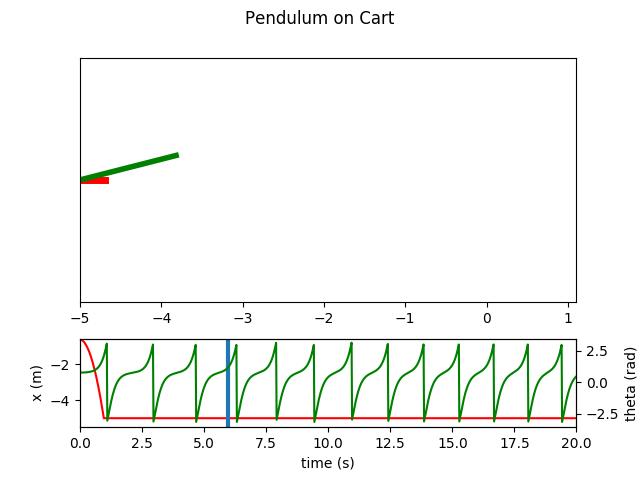 Pendulum on Cart
−5 −4 −3 −2 −1 0 1
−2
−4
x (m)
2.5
0.0
−2.5
theta (rad)
0.0 2.5 5.0 7.5 10.0 12.5 15.0 17.5 20.0
time (s)